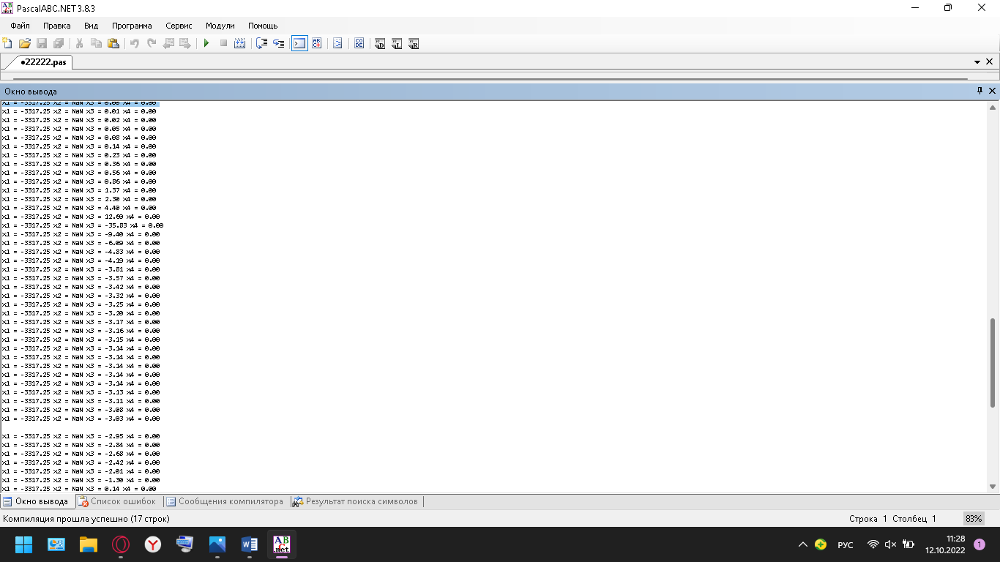 PascalABC.NET 3.8.3
Файл Правка Вид Программа Сервис Модули Помощь
•22222.pas
Окно вывода
x1 = -3317.25 x2 = NaN x3 = 0.00 x4 = 0.00
x1 = -3317.25 x2 = NaN x3 = 0.01 x4 = 0.00
x1 = -3317.25 x2 = NaN x3 = 0.02 x4 = 0.00
x1 = -3317.25 x2 = NaN x3 = 0.05 x4 = 0.00
x1 = -3317.25 x2 = NaN x3 = 0.08 x4 = 0.00
x1 = -3317.25 x2 = NaN x3 = 0.14 x4 = 0.00
x1 = -3317.25 x2 = NaN x3 = 0.23 x4 = 0.00
x1 = -3317.25 x2 = NaN x3 = 0.36 x4 = 0.00
x1 = -3317.25 x2 = NaN x3 = 0.56 x4 = 0.00
x1 = -3317.25 x2 = NaN x3 = 0.86 x4 = 0.00
x1 = -3317.25 x2 = NaN x3 = 1.37 x4 = 0.00
x1 = -3317.25 x2 = NaN x3 = 2.30 x4 = 0.00
x1 = -3317.25 x2 = NaN x3 = 4.40 x4 = 0.00
x1 = -3317.25 x2 = NaN x3 = 12.60 x4 = 0.00
x1 = -3317.25 x2 = NaN x3 = -35.83 x4 = 0.00
x1 = -3317.25 x2 = NaN x3 = -9.40 x4 = 0.00
x1 = -3317.25 x2 = NaN x3 = -6.09 x4 = 0.00
x1 = -3317.25 x2 = NaN x3 = -4.83 x4 = 0.00
x1 = -3317.25 x2 = NaN x3 = -4.19 x4 = 0.00
x1 = -3317.25 x2 = NaN x3 = -3.81 x4 = 0.00
x1 = -3317.25 x2 = NaN x3 = -3.57 x4 = 0.00
x1 = -3317.25 x2 = NaN x3 = -3.42 x4 = 0.00
x1 = -3317.25 x2 = NaN x3 = -3.32 x4 = 0.00
x1 = -3317.25 x2 = NaN x3 = -3.25 x4 = 0.00
x1 = -3317.25 x2 = NaN x3 = -3.20 x4 = 0.00
x1 = -3317.25 x2 = NaN x3 = -3.17 x4 = 0.00
x1 = -3317.25 x2 = NaN x3 = -3.16 x4 = 0.00
x1 = -3317.25 x2 = NaN x3 = -3.15 x4 = 0.00
x1 = -3317.25 x2 = NaN x3 = -3.14 x4 = 0.00
x1 = -3317.25 x2 = NaN x3 = -3.14 x4 = 0.00
x1 = -3317.25 x2 = NaN x3 = -3.14 x4 = 0.00
x1 = -3317.25 x2 = NaN x3 = -3.14 x4 = 0.00
x1 = -3317.25 x2 = NaN x3 = -3.14 x4 = 0.00
x1 = -3317.25 x2 = NaN x3 = -3.13 x4 = 0.00
x1 = -3317.25 x2 = NaN x3 = -3.11 x4 = 0.00
x1 = -3317.25 x2 = NaN x3 = -3.08 x4 = 0.00
x1 = -3317.25 x2 = NaN x3 = -3.03 x4 = 0.00
x1 = -3317.25 x2 = NaN x3 = -2.95 x4 = 0.00
x1 = -3317.25 x2 = NaN x3 = -2.84 x4 = 0.00
x1 = -3317.25 x2 = NaN x3 = -2.68 x4 = 0.00
x1 = -3317.25 x2 = NaN x3 = -2.42 x4 = 0.00
x1 = -3317.25 x2 = NaN x3 = -2.01 x4 = 0.00
x1 = -3317.25 x2 = NaN x3 = -1.30 x4 = 0.00
x1 = -3317.25 x2 = NaN x3 = 0.14 x4 = 0.00
Окно вывода Список ошибок Сообщения компилятора Результат поиска символов
Компиляция прошла успешно (17 строк) Строка 1 Столбец 1 83%
РУС 11:28
12.10.2022 1